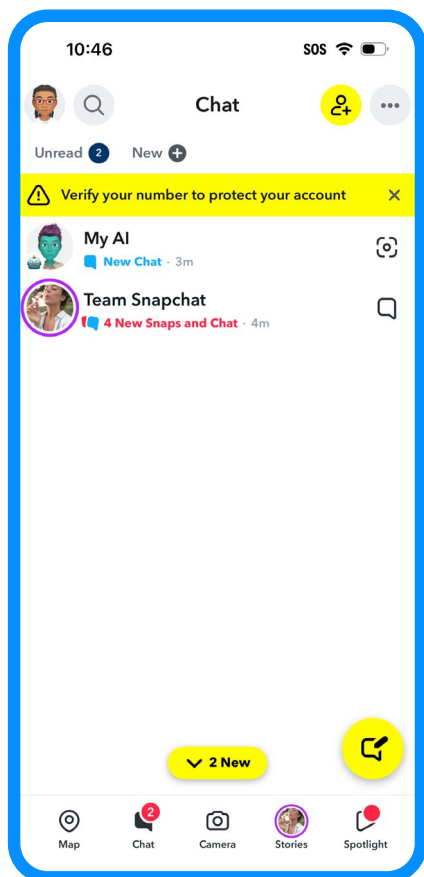 10:46 SOS
Chat
Unread 2 New
Verify your number to protect your account
My AI
New Chat · 3m
Team Snapchat
4 New Snaps and Chat · 4m
2 New
2
Map Chat Camera Stories Spotlight